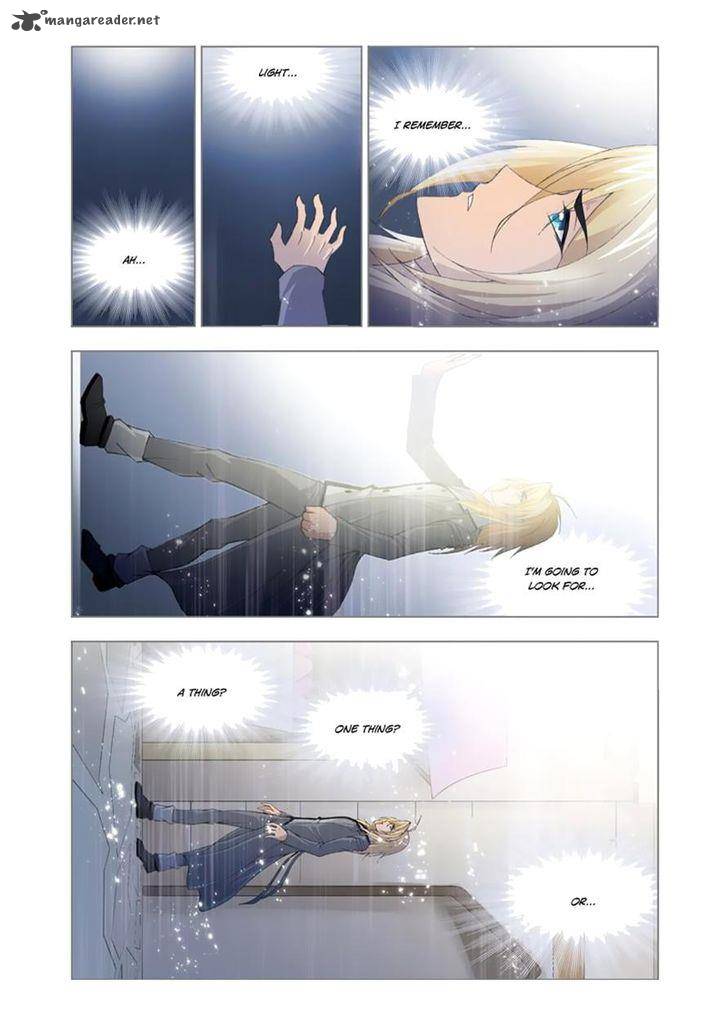 mangareader.net
AH...
LIGHT...
I REMEMBER...
I'M GOING TO
LOOK FOR...
A THING?
ONE THING?
OR...